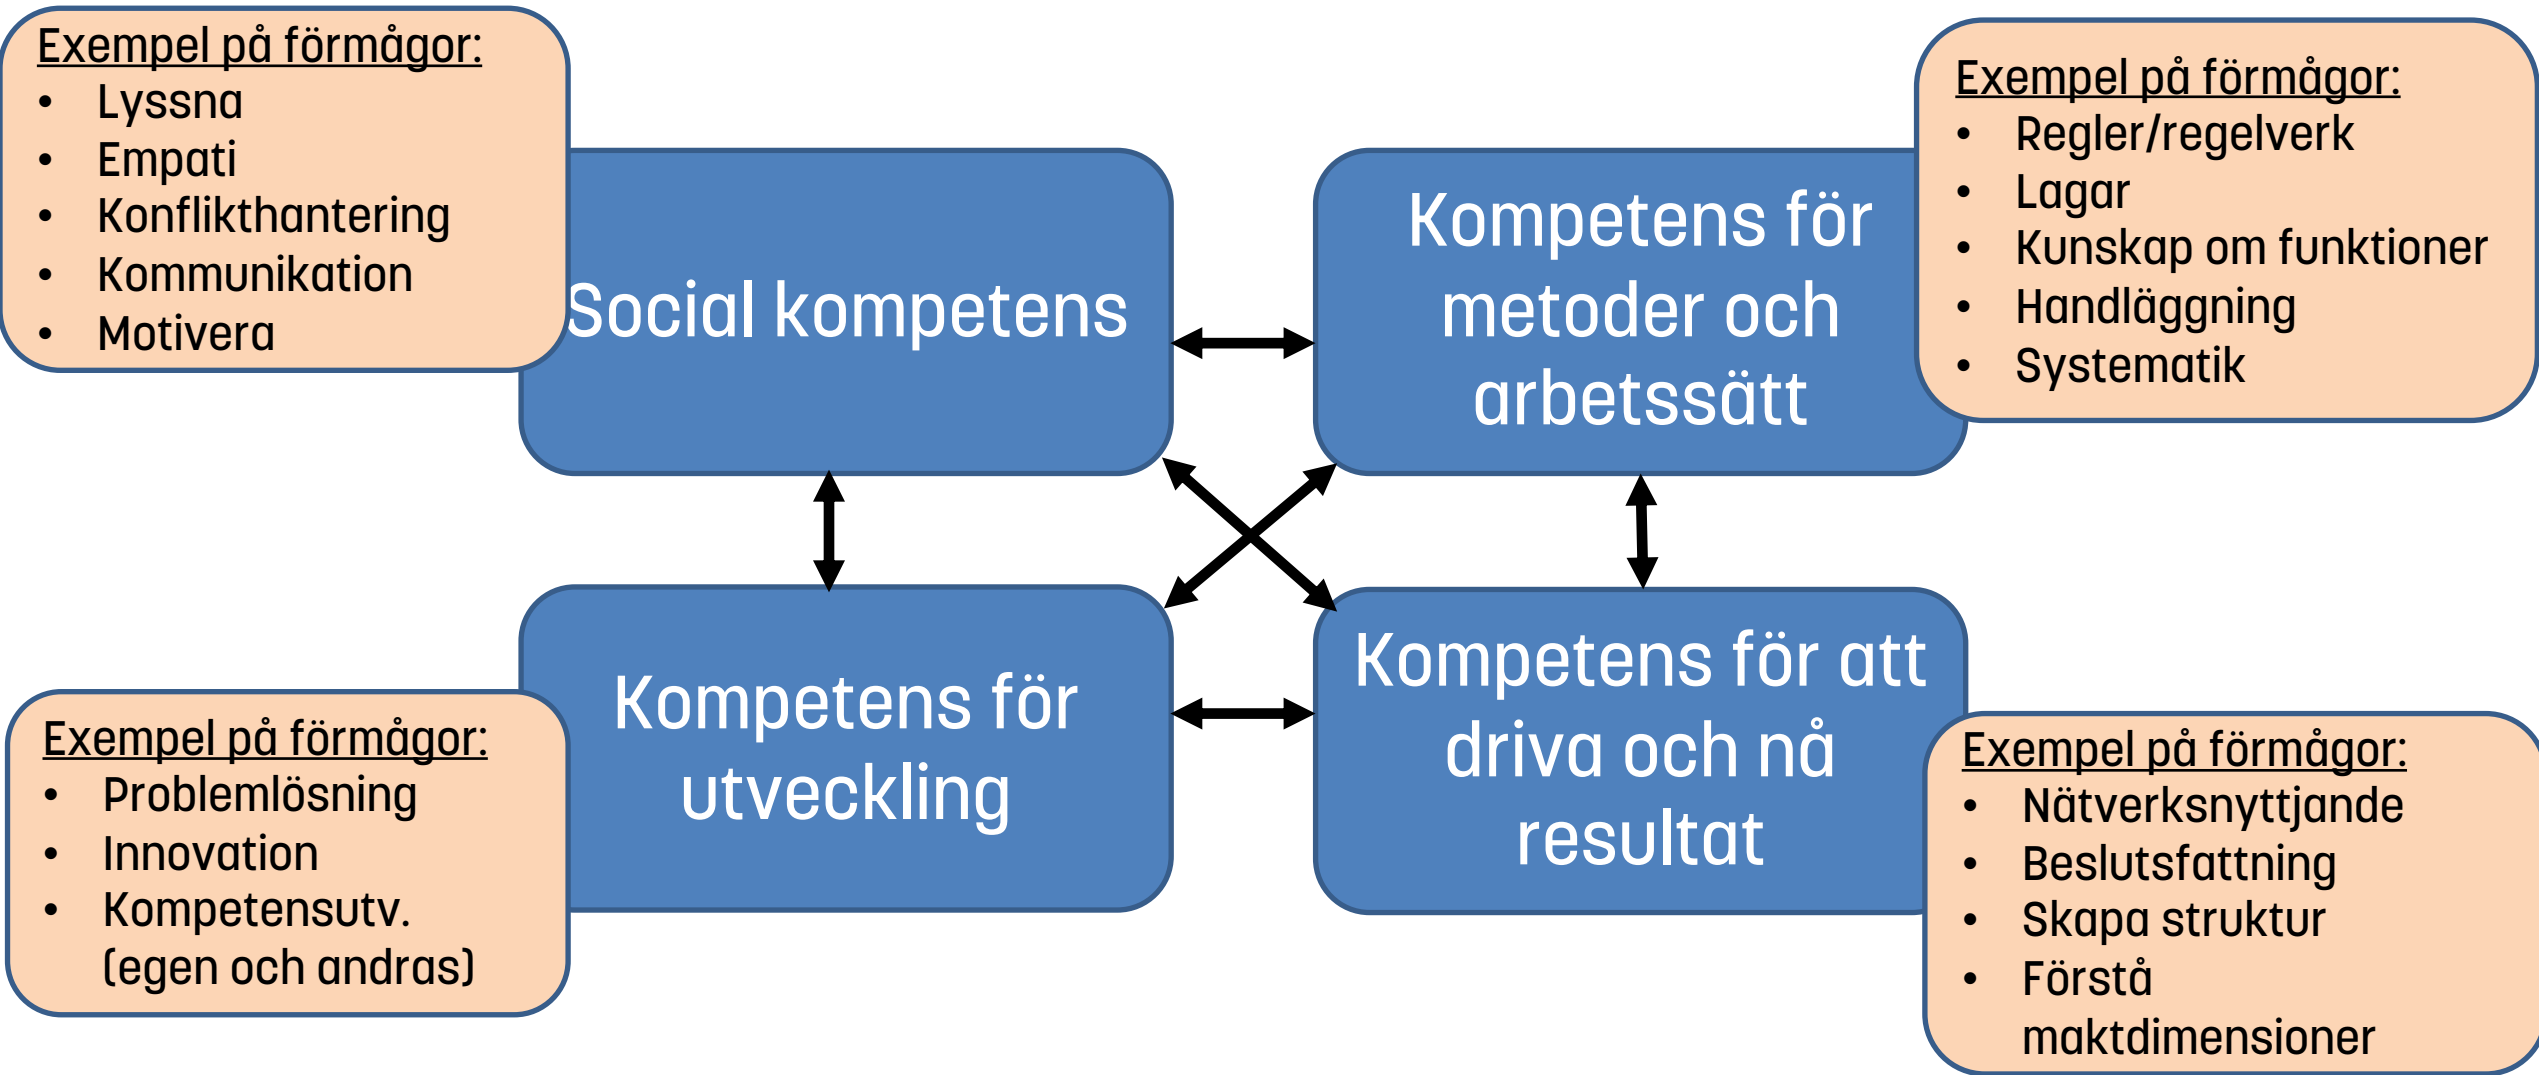 Exempel på förmågor:
• Lyssna
• Empati
• Konflikthantering
• Kommunikation
• Motivera
Social kompetens
Kompetens för
metoder och
arbetssätt
Exempel på förmågor:
• Regler/regelverk
• Lagar
• Kunskap om funktioner
• Handläggning
• Systematik
Exempel på förmågor:
• Problemlösning
• Innovation
• Kompetensutv.
(egen och andras)
Kompetens för
utveckling
Kompetens för att
driva och nå
resultat
Exempel på förmågor:
• Nätverksnyttjande
• Beslutsfattning
• Skapa struktur
• Förstå
maktdimensioner